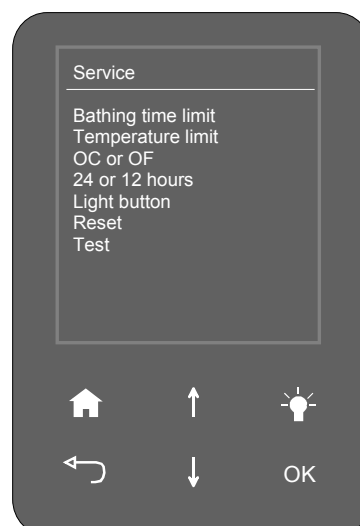 Service
Bathing time limit
Temperature limit
OC or OF
24 or 12 hours
Light button
Reset
Test
OK